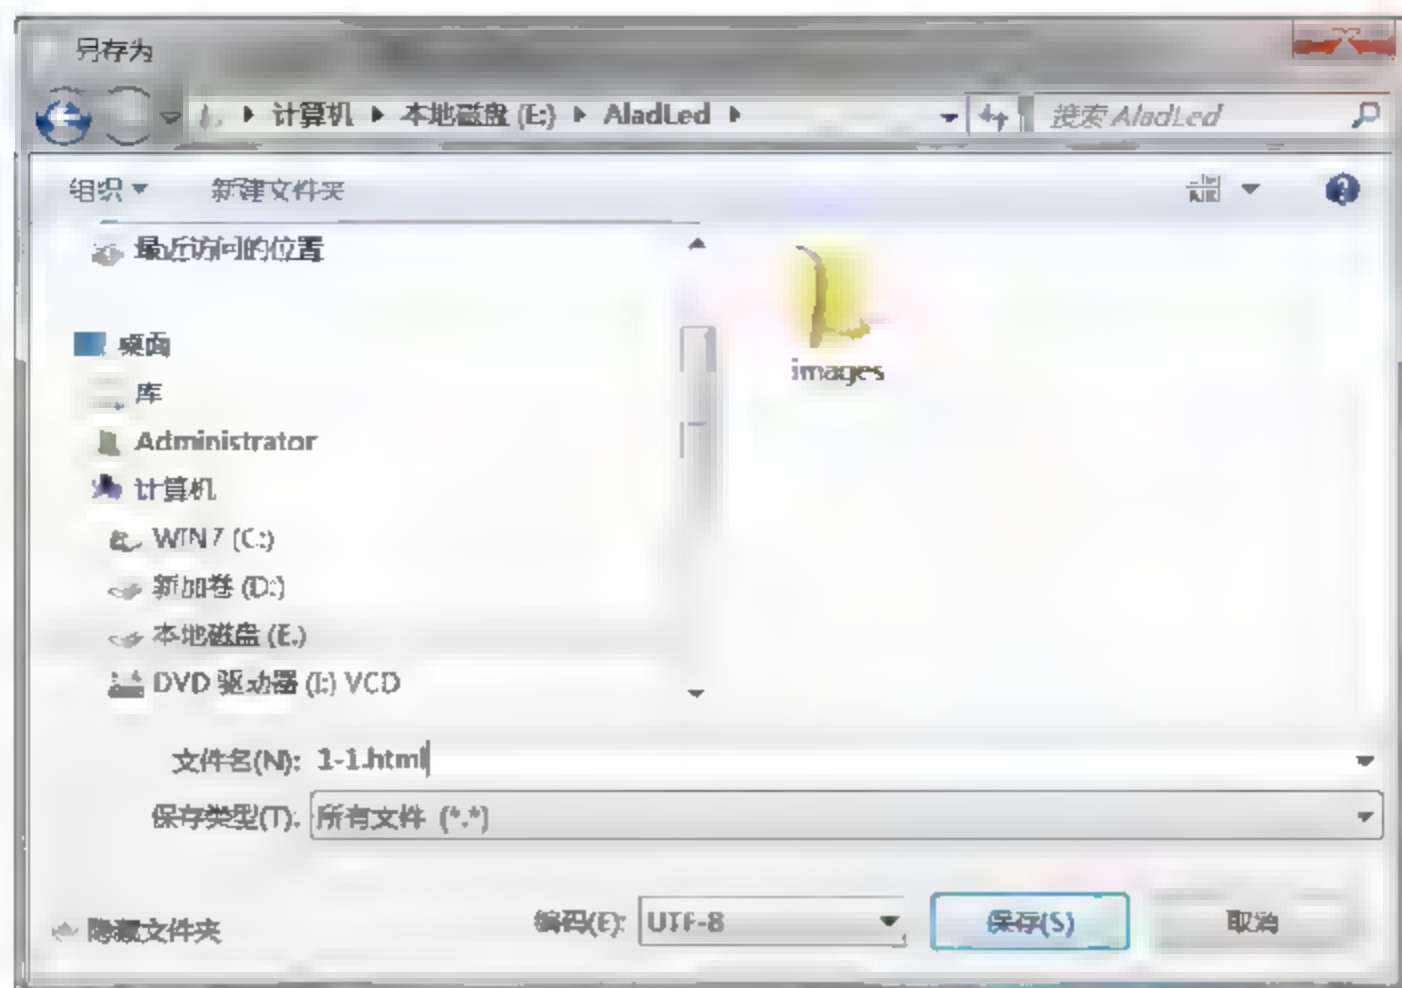 另存为
计算机 ▸ 本地磁盘 (E:) ▸ AladLed ▸
搜索 AladLed
组织 新建文件夹
最近访问的位置
桌面
库
Administrator
计算机
WIN7 (C:)
新加卷 (D:)
本地磁盘 (E:)
DVD 驱动器 (I:) VCD
images
文件名(N): 1-1.html
保存类型(T): 所有文件 (*.*)
隐藏文件夹
编码(E): UTF-8
保存(S)
取消